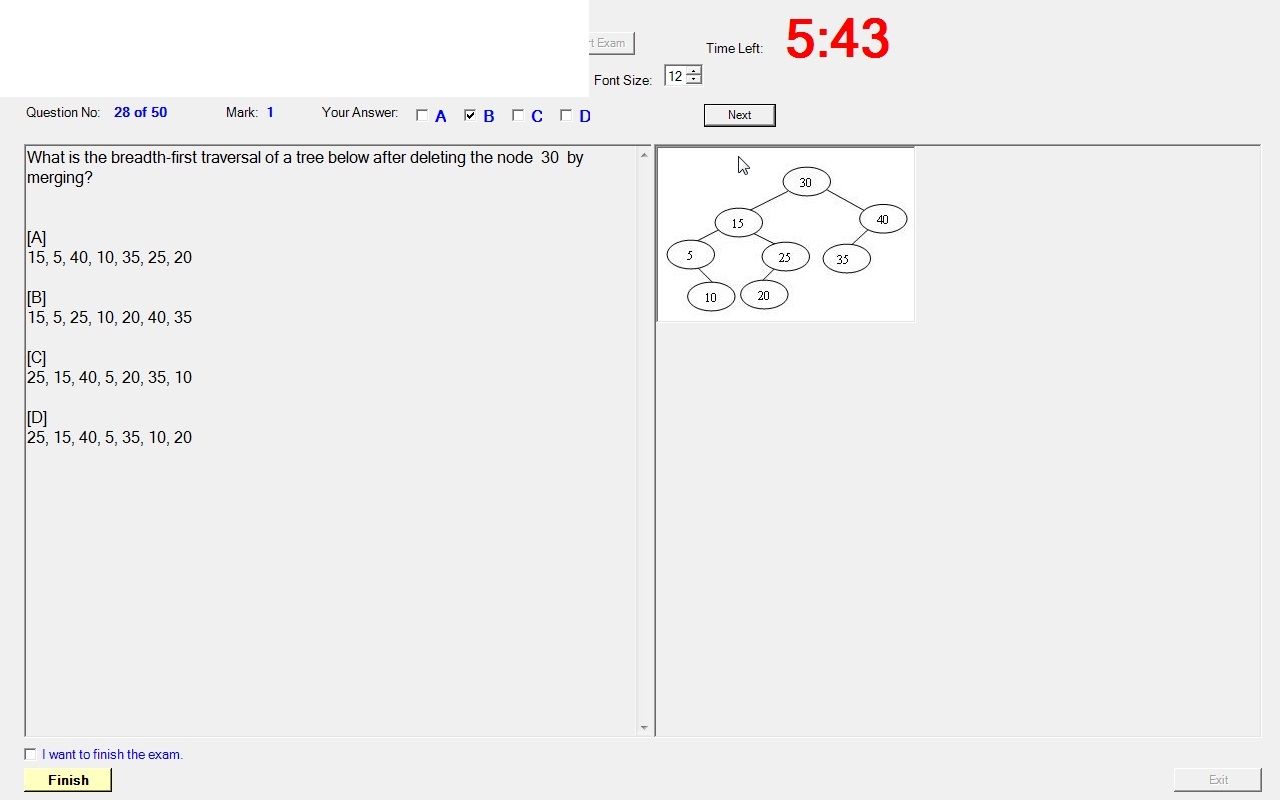 t Exam
Time Left: 5:43
Font Size: 12
Question No: 28 of 50 Mark: 1 Your Answer: A B C D Next
What is the breadth-first traversal of a tree below after deleting the node 30 by
merging?
[A]
15, 5, 40, 10, 35, 25, 20
[B]
15, 5, 25, 10, 20, 40, 35
[C]
25, 15, 40, 5, 20, 35, 10
[D]
25, 15, 40, 5, 35, 10, 20
30
15 40
5 25 35
10 20
I want to finish the exam.
Finish Exit